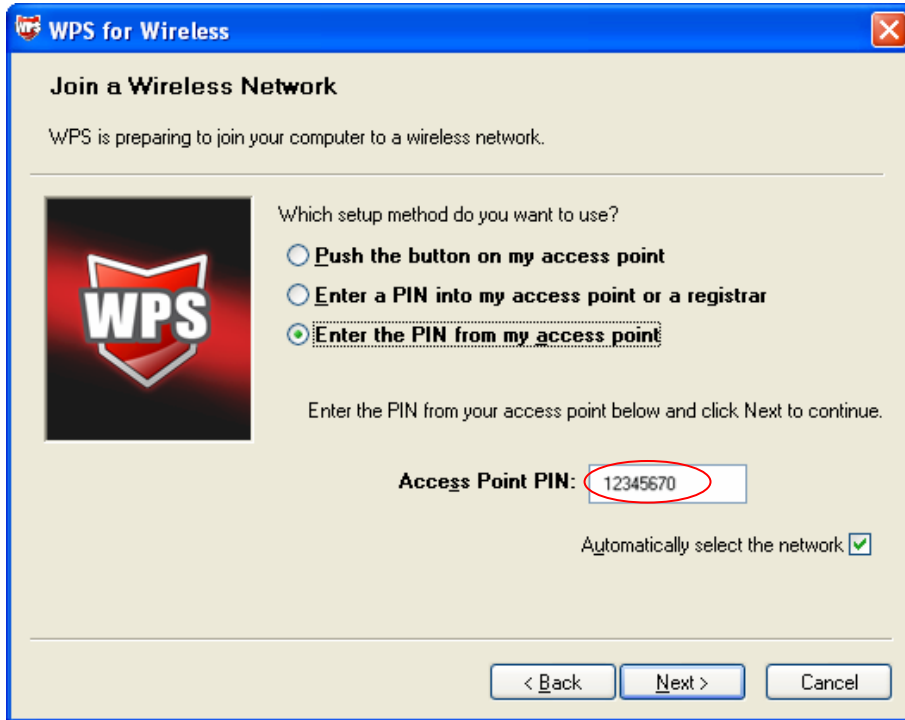 WPS WPS for Wireless
Join a Wireless Network
WPS is preparing to join your computer to a wireless network.
WPS
Which setup method do you want to use?
Push the button on my access point
Enter a PIN into my access point or a registrar
Enter the PIN from my access point
Enter the PIN from your access point below and click Next to continue.
Access Point PIN: 12345670
Automatically select the network
< Back Next > Cancel